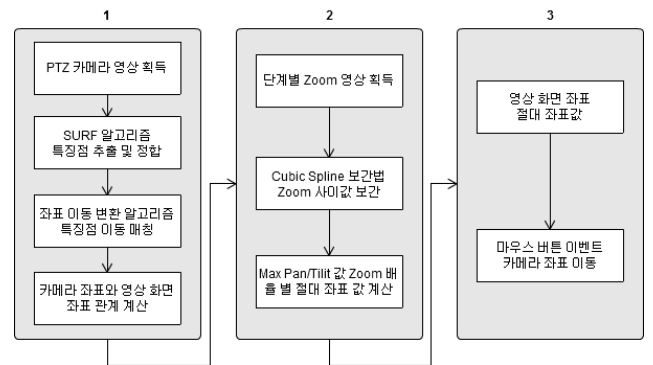 1
PTZ 카메라 영상 획득
SURF 알고리즘
특징점 추출 및 정합
좌표 이동 변환 알고리즘
특징점 이동 매칭
카메라 좌표와 영상 화면
좌표 관계 계산
2
단계별 Zoom 영상 획득
Cubic Spline 보간법
Zoom 사이값 보간
Max Pan/Tilit 값 Zoom 배
율 별 절대 좌표 값 계산
3
영상 화면 좌표
절대 좌표값
마우스 버튼 이벤트
카메라 좌표 이동